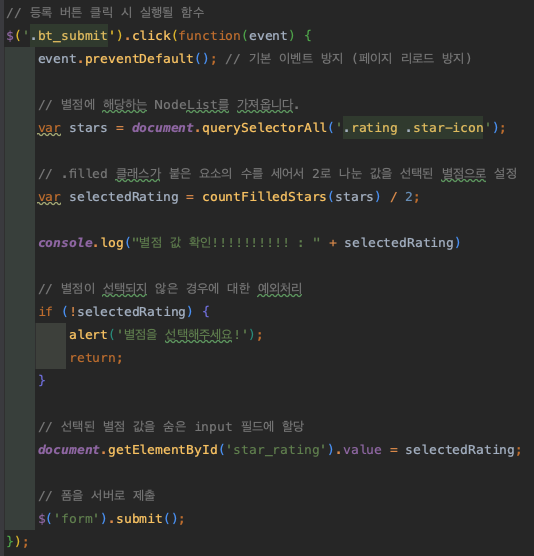 // 등록 버튼 클릭 시 실행될 함수
$('.bt_submit').click(function(event) {
event.preventDefault(); // 기본 이벤트 방지 (페이지 리로드 방지)
// 별점에 해당하는 NodeList를 가져옵니다.
var stars = document.querySelectorAll('.rating .star-icon');
// .filled 클래스가 붙은 요소의 수를 세어서 2로 나눈 값을 선택된 별점으로 설정
var selectedRating = countFilledStars(stars) / 2;
console.log("별점 값 확인!!!!!!!!!! : " + selectedRating)
// 별점이 선택되지 않은 경우에 대한 예외처리
if (!selectedRating) {
alert('별점을 선택해주세요!');
return;
}
// 선택된 별점 값을 숨은 input 필드에 할당
document.getElementById('star_rating').value = selectedRating;
// 폼을 서버로 제출
$('form').submit();
});